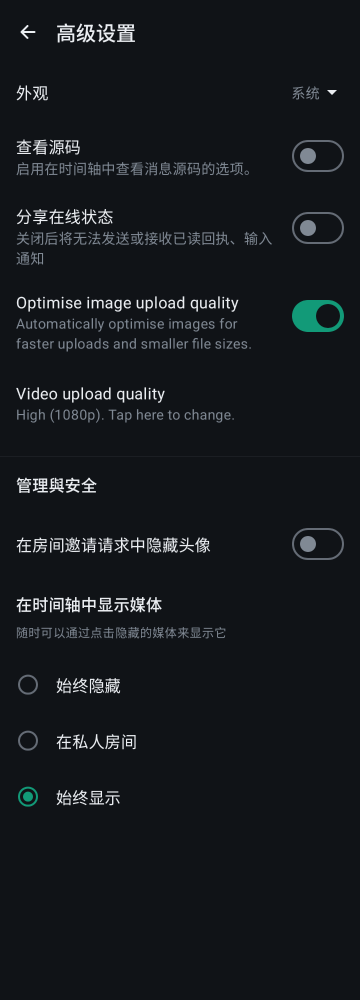 高级设置
外观
系统
查看源码
启用在时间轴中查看消息源码的选项。
分享在线状态
关闭后将无法发送或接收已读回执、输入
通知
Optimise image upload quality
Automatically optimise images for
faster uploads and smaller file sizes.
Video upload quality
High (1080p). Tap here to change.
管理與安全
在房间邀请请求中隐藏头像
在时间轴中显示媒体
随时可以通过点击隐藏的媒体来显示它
始终隐藏
在私人房间
始终显示